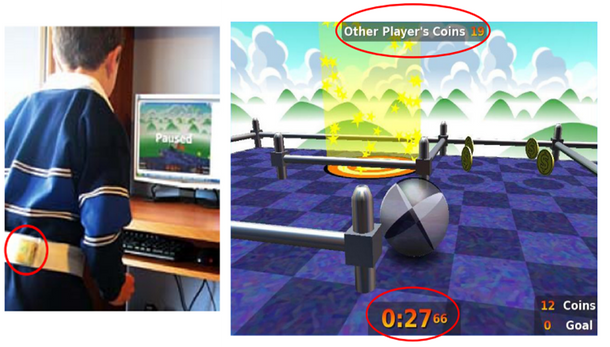 Paused
Other Player's Coins 19
0:27 66
12 Coins
0 Goal